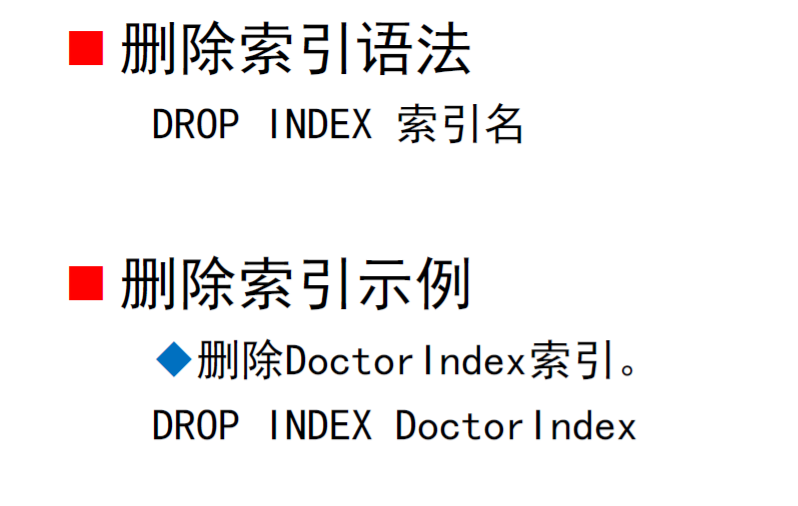 删除索引语法
DROP INDEX 索引名
删除索引示例
删除DoctorIndex索引。
DROP INDEX DoctorIndex